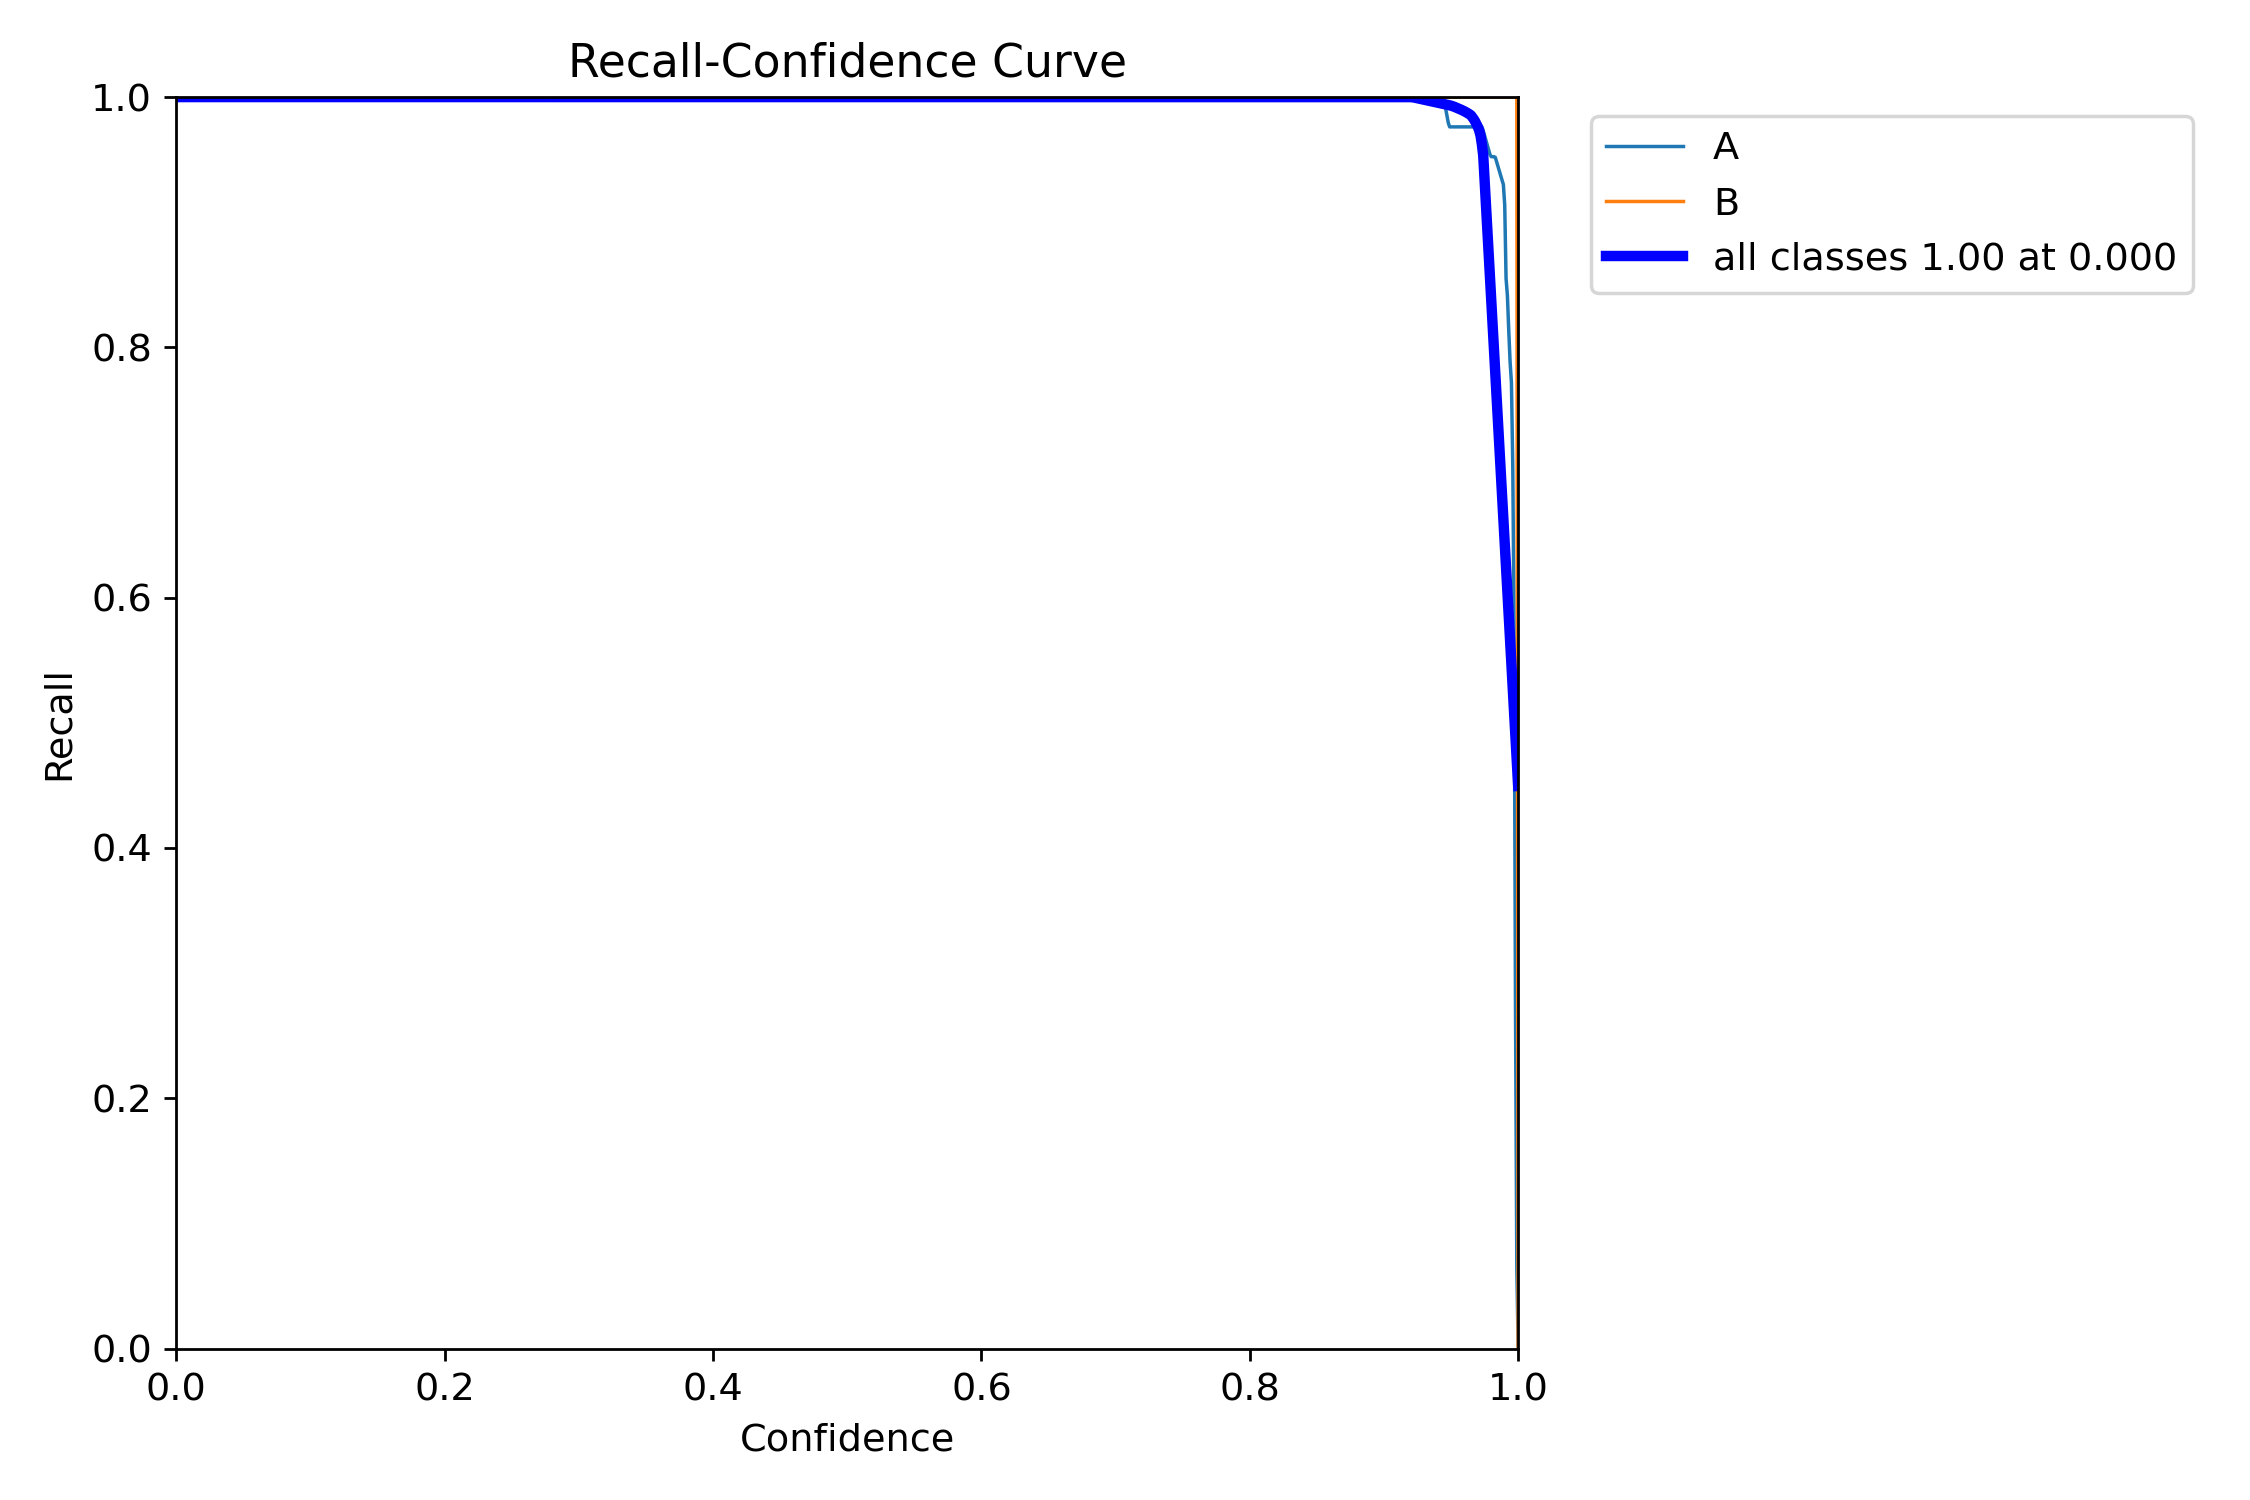 Recall-Confidence Curve
1.0
0.8
0.6
0.4
0.2
0.0
Recall
0.0 0.2 0.4 0.6 0.8 1.0
Confidence
A
B
all classes 1.00 at 0.000